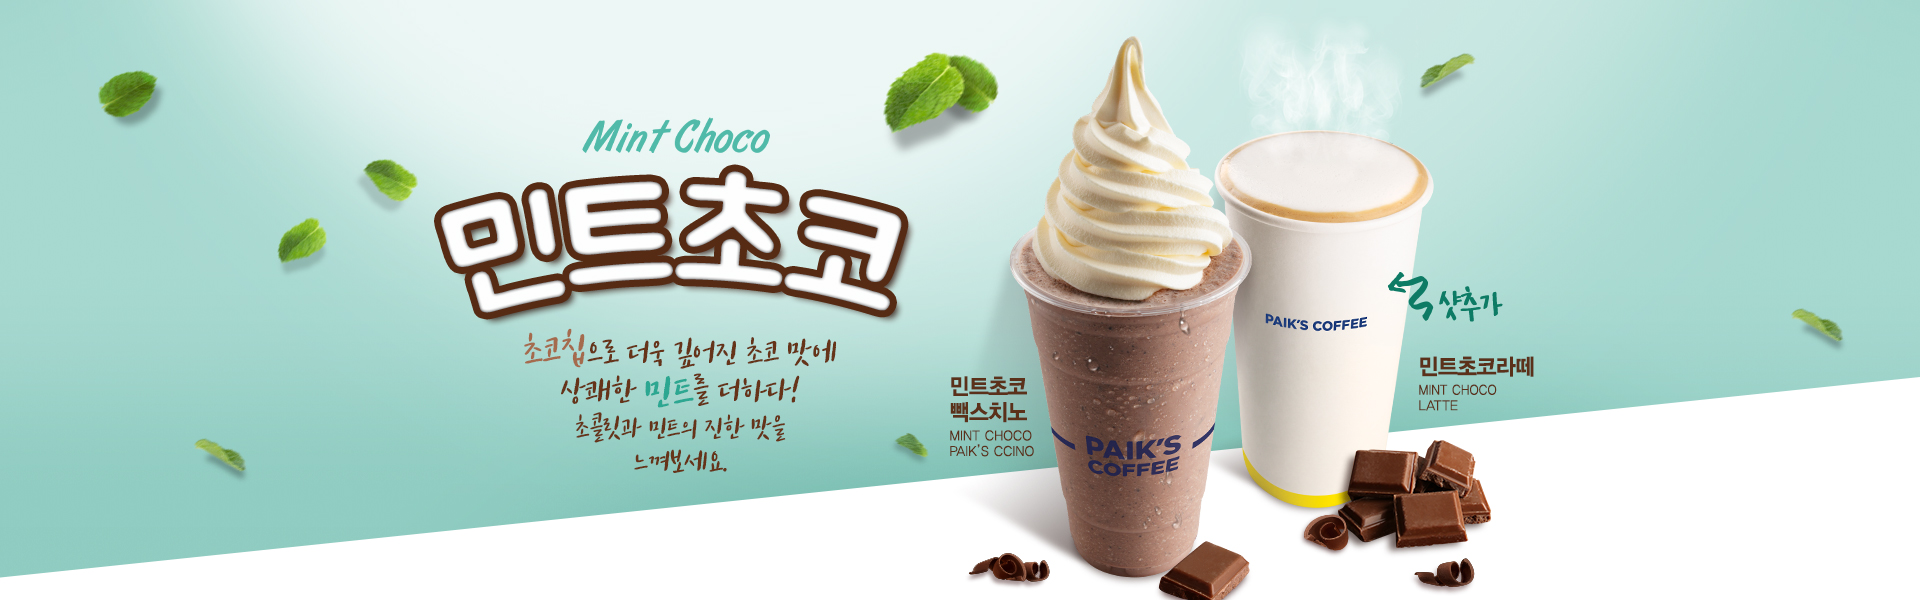 Mint Choco
민트초코
초코칩으로 더욱 깊어진 초코 맛에
상쾌한 민트를 더하다!
초콜릿과 민트의 진한 맛을
느껴보세요.
민트초코
빽스치노
MINT CHOCO
PAIK'S CCINO
PAIK'S
COFFEE
PAIK'S COFFEE
샷추가
민트초코라떼
MINT CHOCO
LATTE